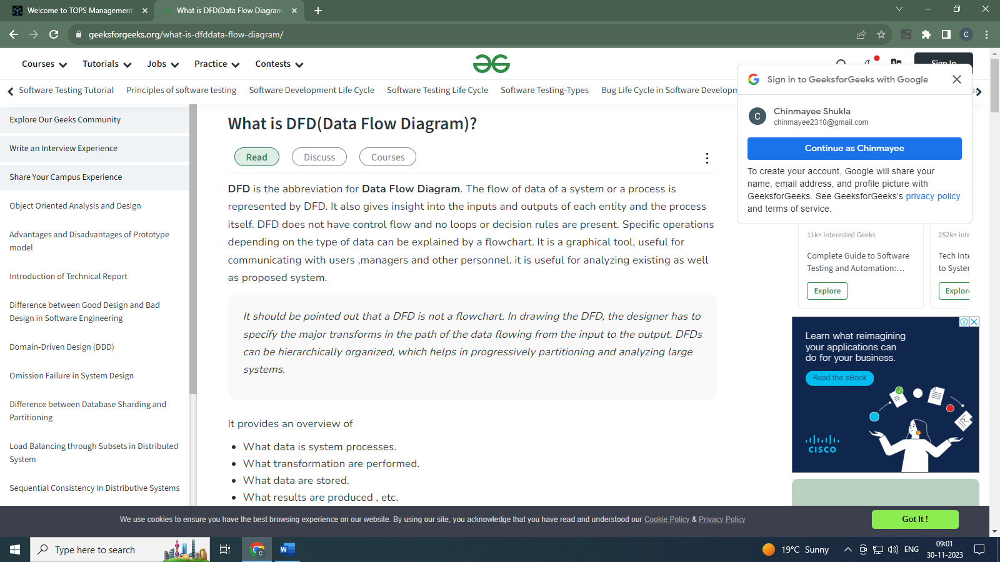 Welcome to TOPS Management
What is DFD(Data Flow Diagram
geeksforgeeks.org/what-is-dfddata-flow-diagram/
C
Courses
Tutorials
Jobs
Practice
Contests
Sign In
Software Testing Tutorial
Principles of software testing
Software Development Life Cycle
Software Testing Life Cycle
Software Testing-Types
Bug Life Cycle in Software Developm
Sign in to GeeksforGeeks with Google
C
Chinmayee Shukla
chinmayee2310@gmail.com
Continue as Chinmayee
To create your account, Google will share your
name, email address, and profile picture with
GeeksforGeeks. See GeeksforGeeks's privacy policy
and terms of service.
Explore Our Geeks Community
Write an Interview Experience
Share Your Campus Experience
Object Oriented Analysis and Design
Advantages and Disadvantages of Prototype
model
Introduction of Technical Report
Difference between Good Design and Bad
Design in Software Engineering
Domain-Driven Design (DDD)
Omission Failure in System Design
Difference between Database Sharding and
Partitioning
Load Balancing through Subsets in Distributed
System
Sequential Consistency In Distributive Systems
What is DFD(Data Flow Diagram)?
Read
Discuss
Courses
DFD is the abbreviation for Data Flow Diagram. The flow of data of a system or a process is
represented by DFD. It also gives insight into the inputs and outputs of each entity and the process
itself. DFD does not have control flow and no loops or decision rules are present. Specific operations
depending on the type of data can be explained by a flowchart. It is a graphical tool, useful for
communicating with users ,managers and other personnel. it is useful for analyzing existing as well
as proposed system.
It should be pointed out that a DFD is not a flowchart. In drawing the DFD, the designer has to
specify the major transforms in the path of the data flowing from the input to the output. DFDs
can be hierarchically organized, which helps in progressively partitioning and analyzing large
systems.
It provides an overview of
• What data is system processes.
• What transformation are performed.
• What data are stored.
• What results are produced , etc.
11k+ interested Geeks
Complete Guide to Software
Testing and Automation:...
Explore
252k+ inte
Tech Inte
to Syster
Explore
Learn what reimagining
your applications can
do for your business.
Read the eBook
CISCO
We use cookies to ensure you have the best browsing experience on our website. By using our site, you acknowledge that you have read and understood our Cookie Policy & Privacy Policy
Got It !
Type here to search
19°C Sunny
ENG
09:01
30-11-2023